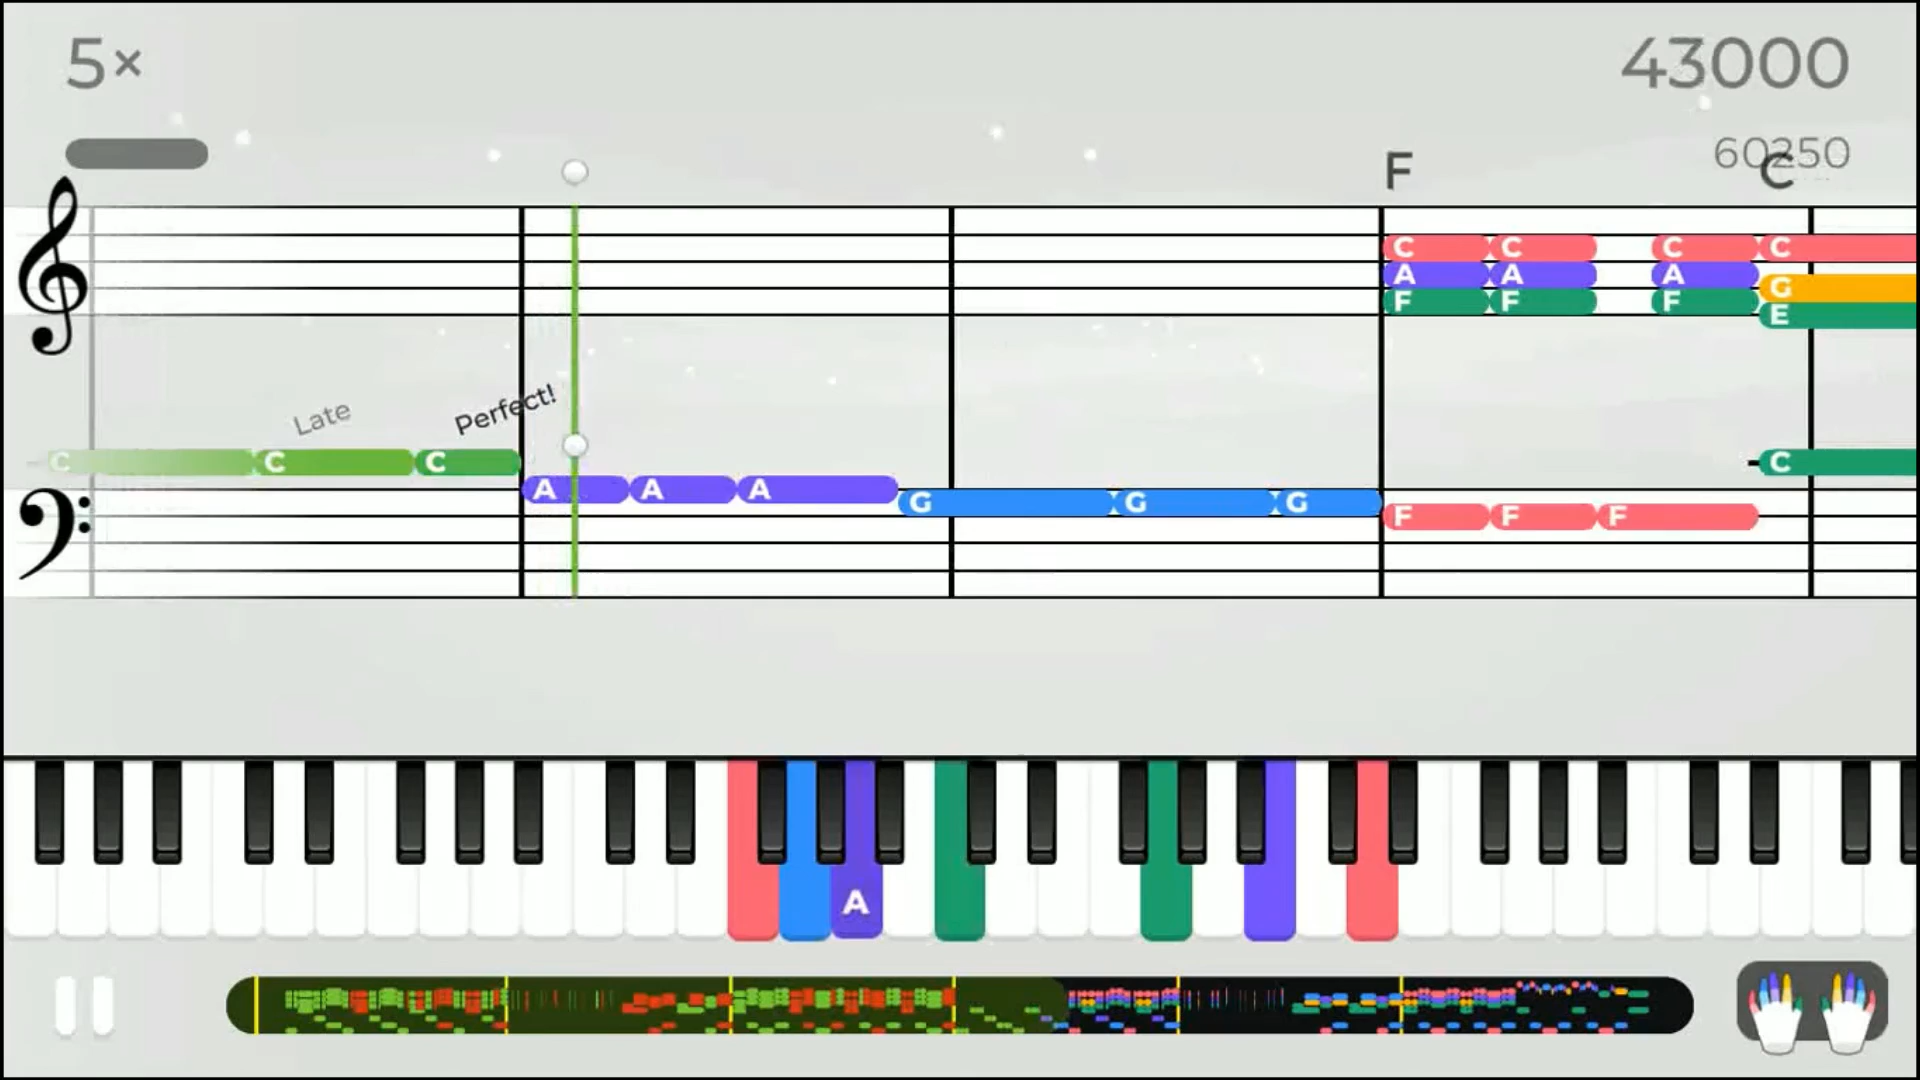 5×
43000
60250
F C
C C C C
A A A G
F F F E
Late
Perfect!
C C C C
A A A
G G G
F F F
A